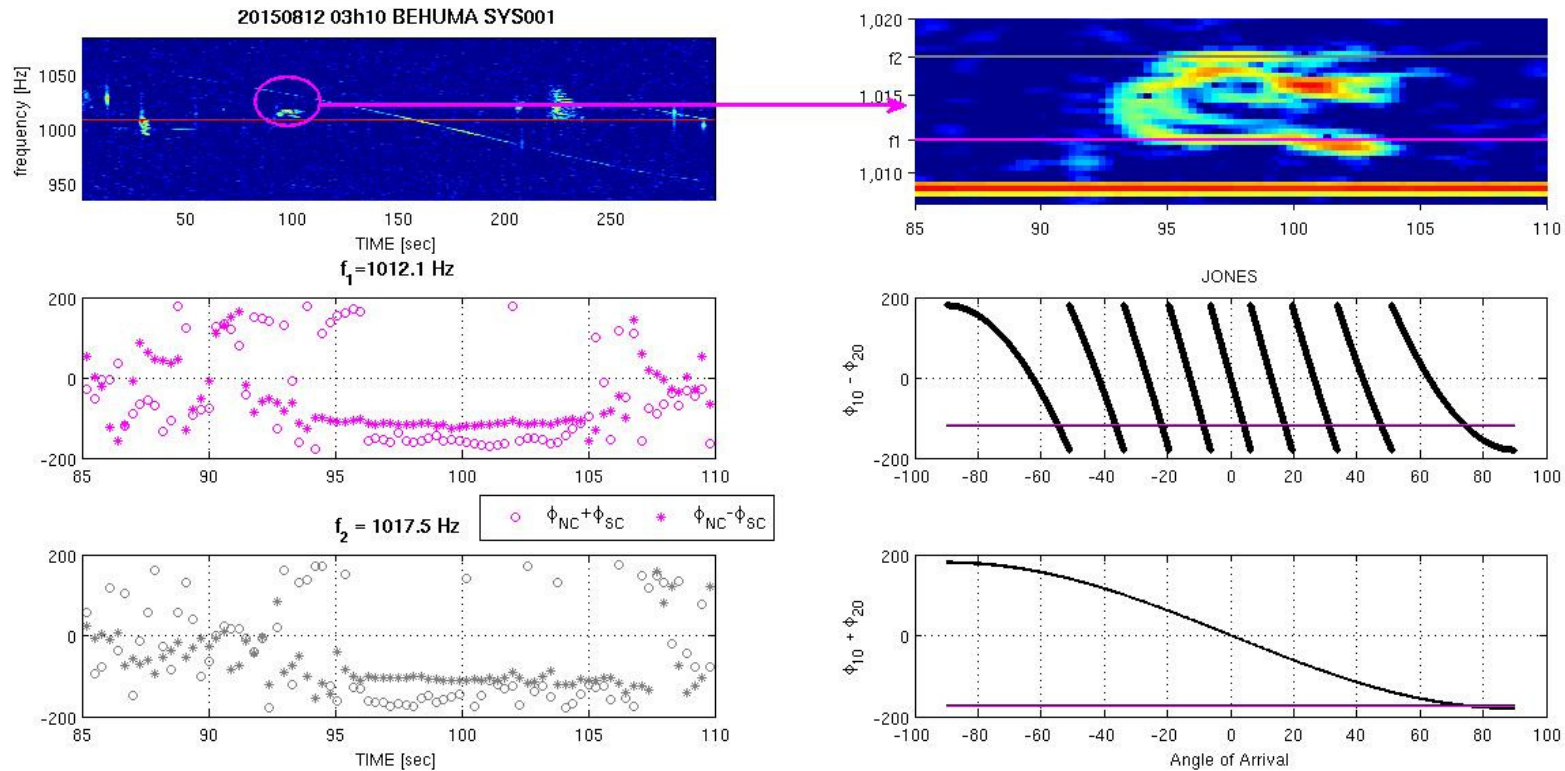 20150812 03h10 BEHUMA SYS001
frequency [Hz]
1050
1000
950
50 100 150 200 250
TIME [sec]
1,020
f2
1,015
f1
1,010
85 90 95 100 105 110
f1=1012.1 Hz
200
0
-200
85 90 95 100 105 110
JONES
ϕ10 - ϕ20
200
0
-200
-100 -80 -60 -40 -20 0 20 40 60 80 100
ϕNC+ϕSC ϕNC-ϕSC
f2 = 1017.5 Hz
200
0
-200
85 90 95 100 105 110
TIME [sec]
ϕ10 + ϕ20
200
0
-200
-100 -80 -60 -40 -20 0 20 40 60 80 100
Angle of Arrival